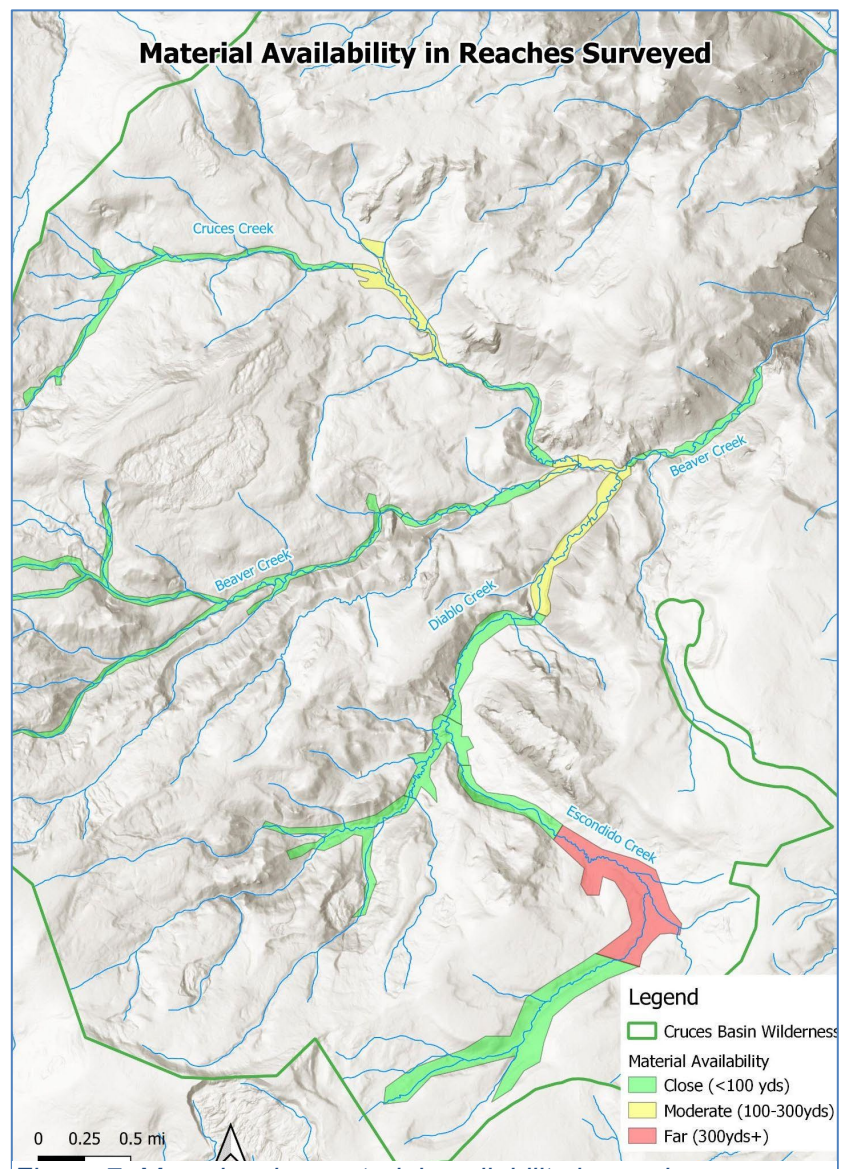 Material Availability in Reaches Surveyed
Cruces Creek
Beaver Creek
Beaver Creek
Diablo Creek
Escondido Creek
Legend
Cruces Basin Wilderness
Material Availability
Close (<100 yds)
Moderate (100-300yds)
Far (300yds+)
0 0.25 0.5 mi